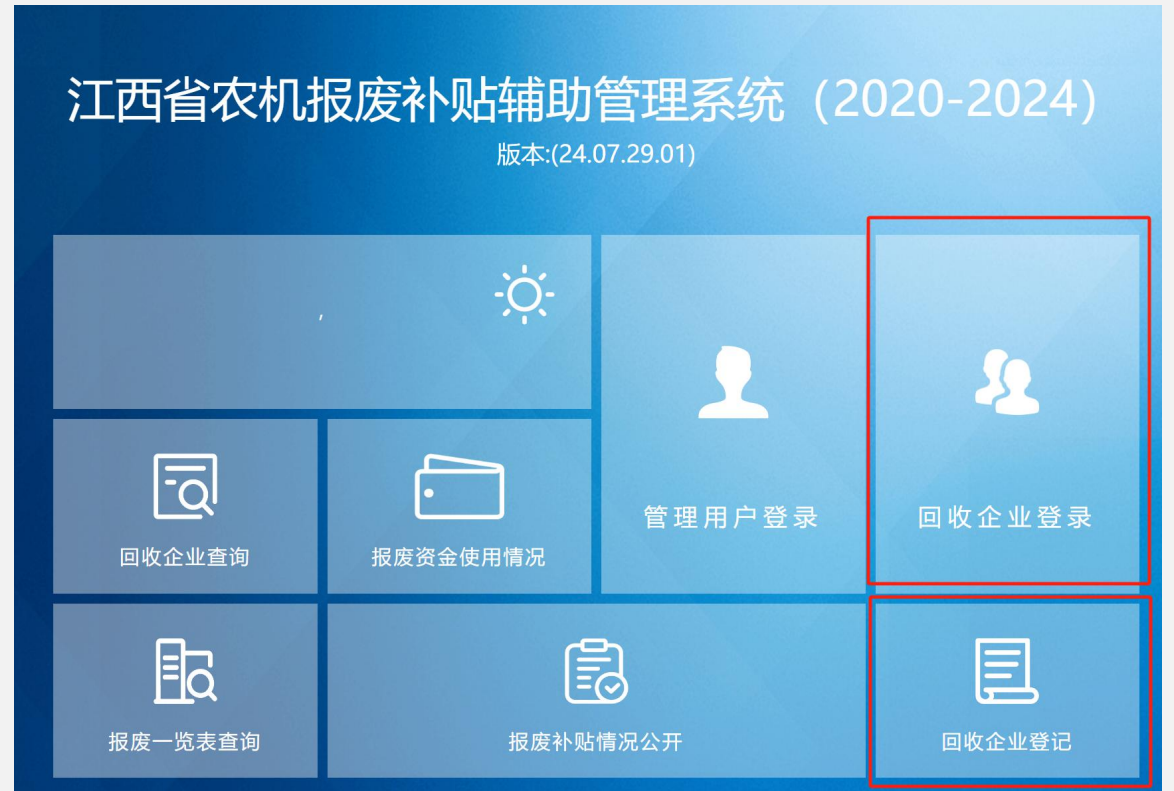 江西省农机报废补贴辅助管理系统（2020-2024）
版本:(24.07.29.01)
,
管理用户登录
回收企业登录
回收企业查询
报废资金使用情况
报废一览表查询
报废补贴情况公开
回收企业登记